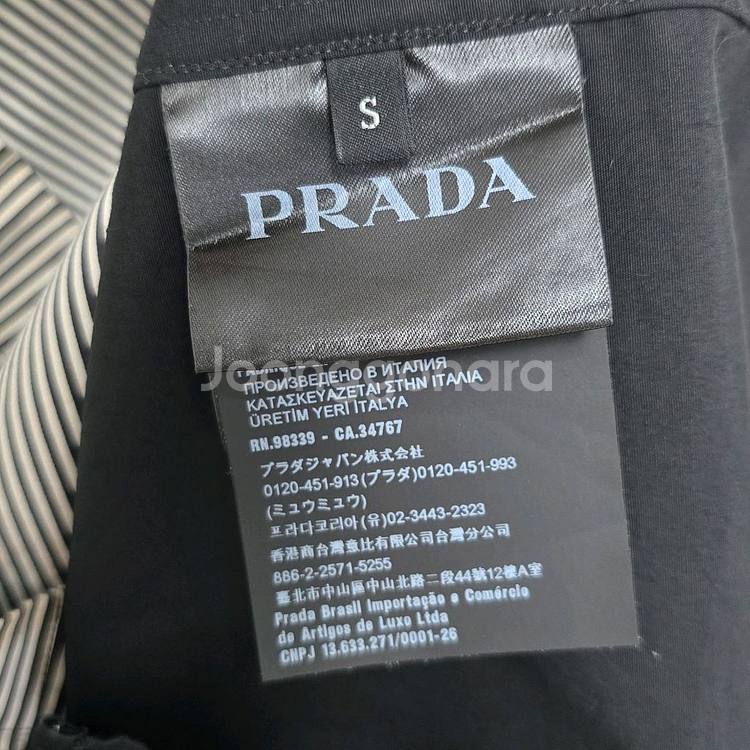 S
PRADA
Joonggonara
ПРОИЗВЕДЕНО В ИТАЛИЯ
ΚΑΤΑΣΚΕΥΑΖΕΤΑΙ ΣΤΗΝ ΙΤΑΛΙΑ
ÜRETİM YERİ İTALYA
RN.98339 - CA.34767
プラダジャパン株式会社
0120-451-913(プラダ)0120-451-993
(ミュウミュウ)
프라다코리아(유)02-3443-2323
香港商台灣意比有限公司台灣分公司
886-2-2571-5255
臺北市中山區中山北路二段44號12樓A室
Prada Brasil Importação e Comércio
de Artigos de Luxo Ltda
CNPJ 13.633.271/0001-26